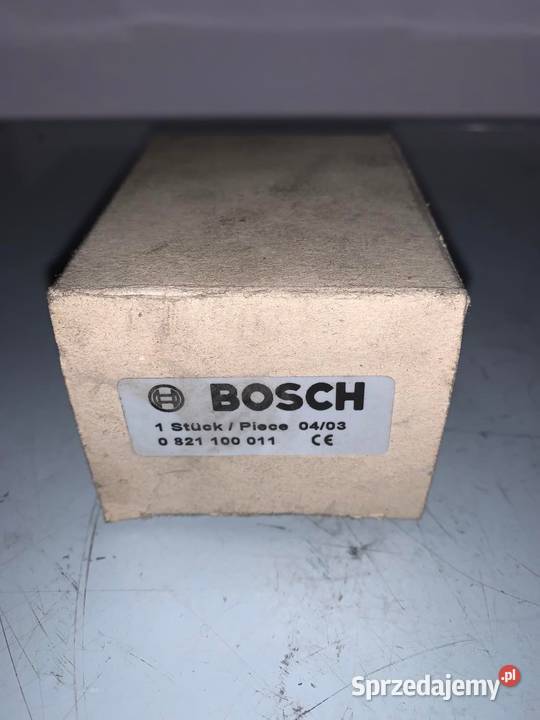 BOSCH
1 Stück / Piece 04/03
0 821 100 011 CE
Sprzedajemy.pl